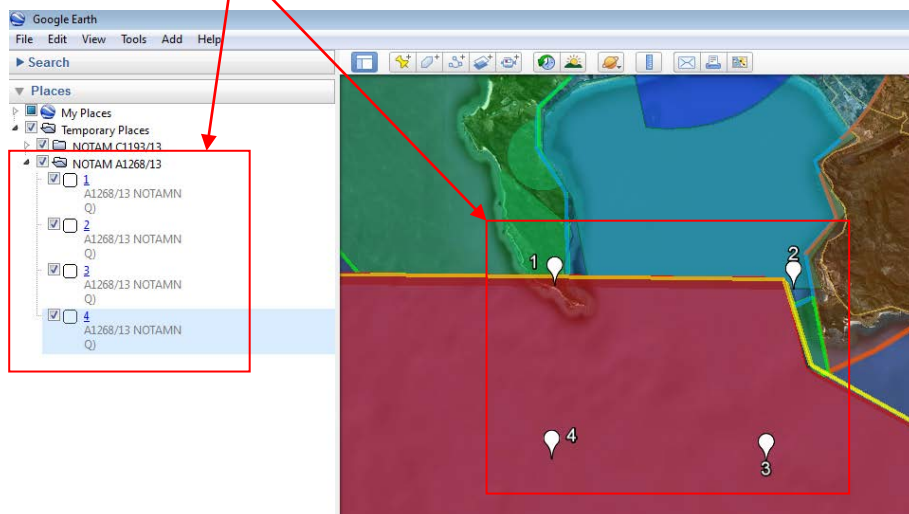 Google Earth
File Edit View Tools Add Help
Search
Places
My Places
Temporary Places
NOTAM C1193/13
NOTAM A1268/13
1
A1268/13 NOTAMN
Q)
2
A1268/13 NOTAMN
Q)
3
A1268/13 NOTAMN
Q)
4
A1268/13 NOTAMN
Q)
1
2
4
3